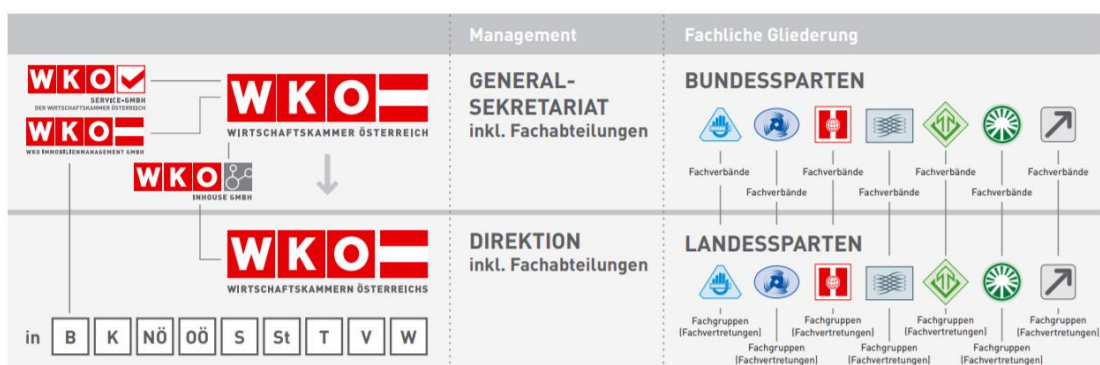 Management
Fachliche Gliederung
WKO
SERVICE-GMBH
DER WIRTSCHAFTSKAMMER ÖSTERREICH
WKO
WKO IMMOBILIENMANAGEMENT GMBH
WKO
WIRTSCHAFTSKAMMER ÖSTERREICH
WKO
INHOUSE GMBH
GENERAL-
SEKRETARIAT
inkl. Fachabteilungen
BUNDESSPARTEN
Fachverbände
Fachverbände
Fachverbände
Fachverbände
Fachverbände
Fachverbände
Fachverbände
WKO
WIRTSCHAFTSKAMMERN ÖSTERREICHS
in B K NÖ OÖ S St T V W
DIREKTION
inkl. Fachabteilungen
LANDESSPARTEN
Fachgruppen
(Fachvertretungen)
Fachgruppen
(Fachvertretungen)
Fachgruppen
(Fachvertretungen)
Fachgruppen
(Fachvertretungen)
Fachgruppen
(Fachvertretungen)
Fachgruppen
(Fachvertretungen)
Fachgruppen
(Fachvertretungen)